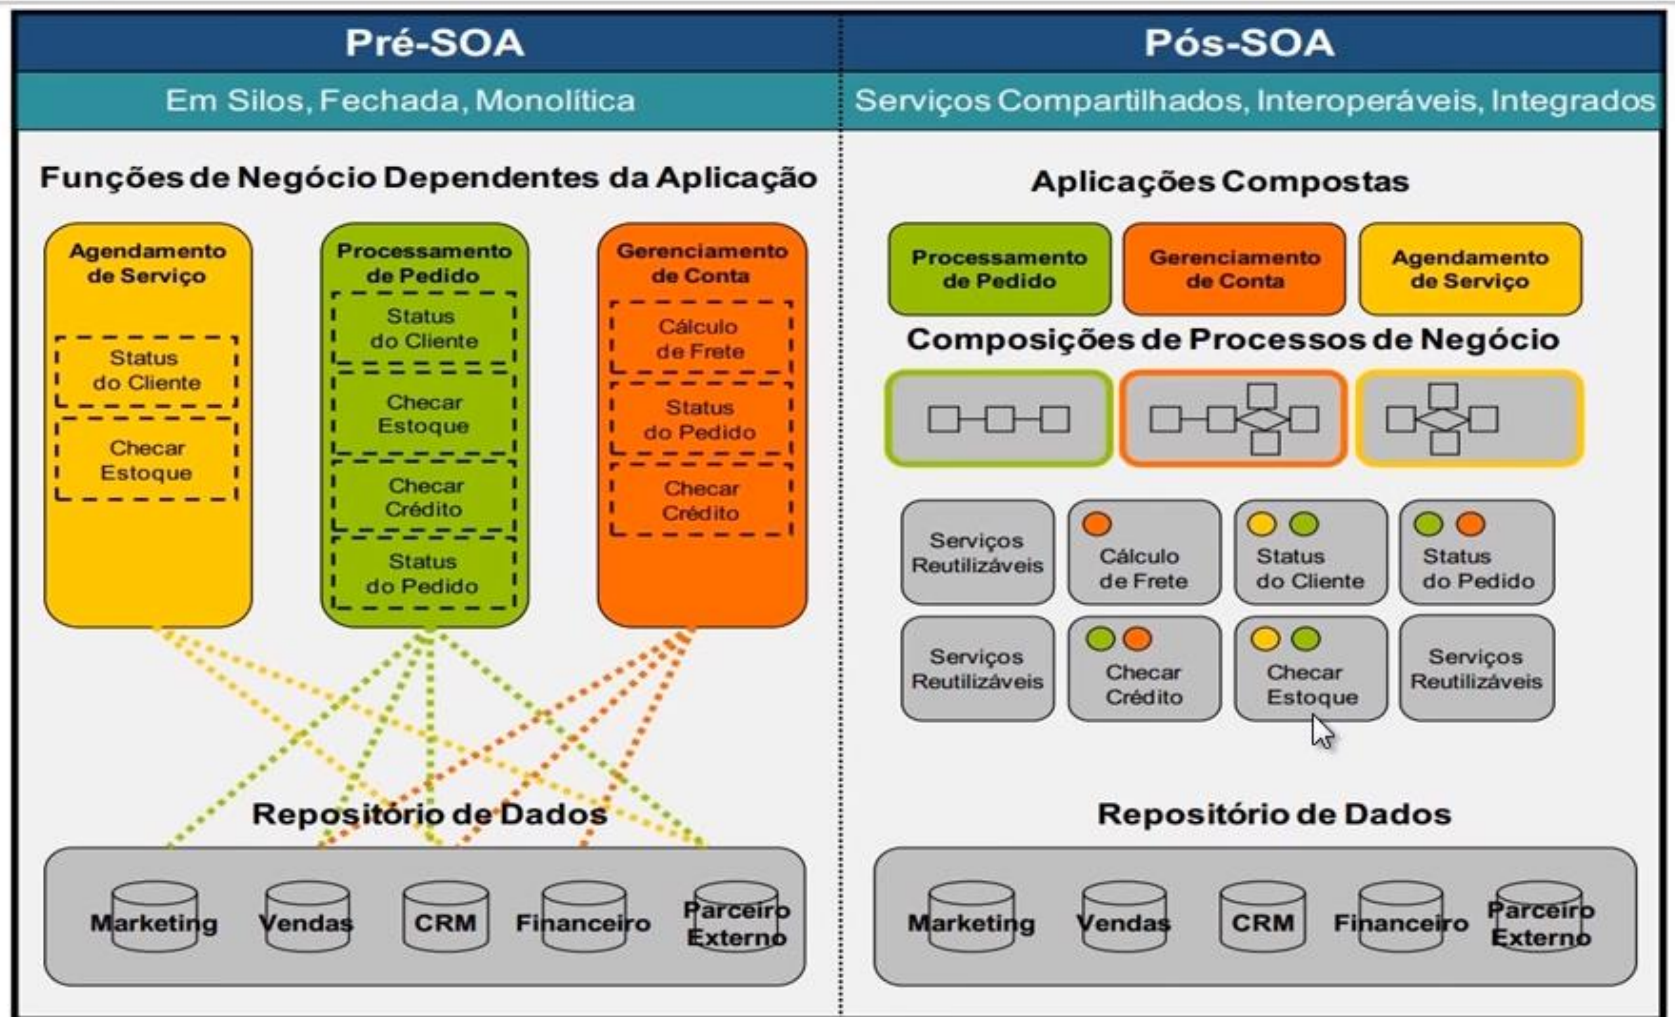 Pré-SOA
Em Silos, Fechada, Monolítica
Funções de Negócio Dependentes da Aplicação
Agendamento
de Serviço
Status
do Cliente
Checar
Estoque
Processamento
de Pedido
Status
do Cliente
Checar
Estoque
Checar
Crédito
Status
do Pedido
Gerenciamento
de Conta
Cálculo
de Frete
Status
do Pedido
Checar
Crédito
Repositório de Dados
Marketing
Vendas
CRM
Financeiro
Parceiro
Externo
Pós-SOA
Serviços Compartilhados, Interoperáveis, Integrados
Aplicações Compostas
Processamento
de Pedido
Gerenciamento
de Conta
Agendamento
de Serviço
Composições de Processos de Negócio
Serviços
Reutilizáveis
Cálculo
de Frete
Status
do Cliente
Status
do Pedido
Serviços
Reutilizáveis
Checar
Crédito
Checar
Estoque
Serviços
Reutilizáveis
Repositório de Dados
Marketing
Vendas
CRM
Financeiro
Parceiro
Externo